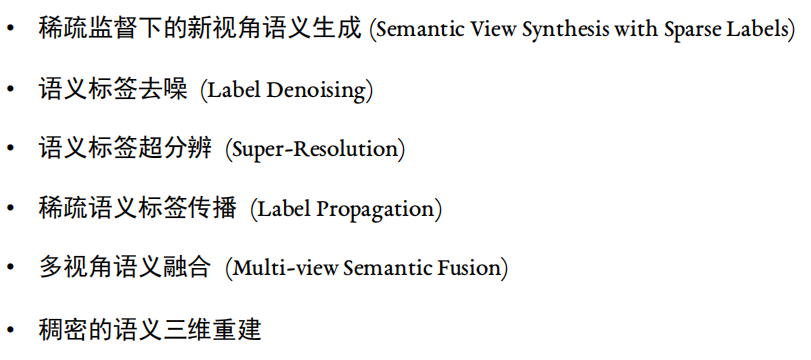 • 稀疏监督下的新视角语义生成 (Semantic View Synthesis with Sparse Labels)
• 语义标签去噪 (Label Denoising)
• 语义标签超分辨 (Super-Resolution)
• 稀疏语义标签传播 (Label Propagation)
• 多视角语义融合 (Multi-view Semantic Fusion)
• 稠密的语义三维重建